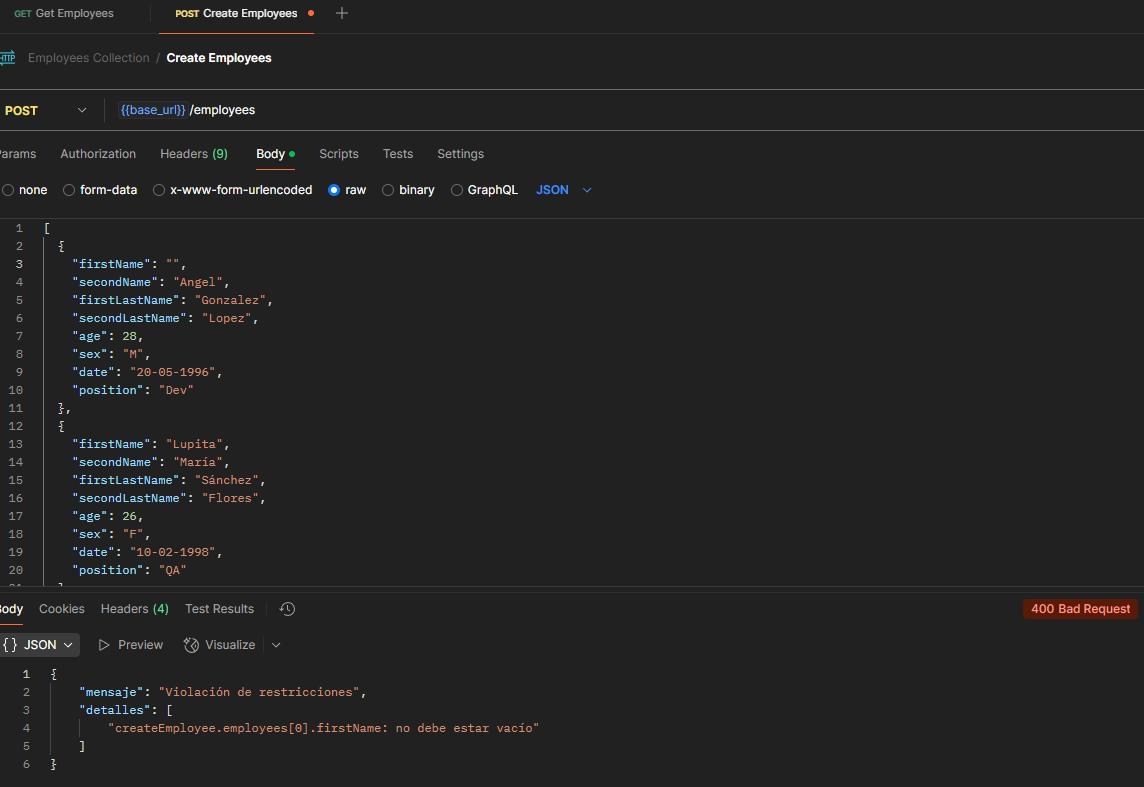 GET Get Employees POST Create Employees
HTTP Employees Collection / Create Employees
POST {{base_url}} /employees
Authorization Headers (9) Body Scripts Tests Settings
none form-data x-www-form-urlencoded raw binary GraphQL JSON
1 [
2 {
3 "firstName": "",
4 "secondName": "Angel",
5 "firstLastName": "Gonzalez",
6 "secondLastName": "Lopez",
7 "age": 28,
8 "sex": "M",
9 "date": "20-05-1996",
10 "position": "Dev"
11 },
12 {
13 "firstName": "Lupita",
14 "secondName": "María",
15 "firstLastName": "Sánchez",
16 "secondLastName": "Flores",
17 "age": 26,
18 "sex": "F",
19 "date": "10-02-1998",
20 "position": "QA"
Cookies Headers (4) Test Results 400 Bad Request
{} JSON Preview Visualize
1 {
2 "mensaje": "Violación de restricciones",
3 "detalles": [
4 "createEmployee.employees[0].firstName: no debe estar vacío"
5 ]
6 }